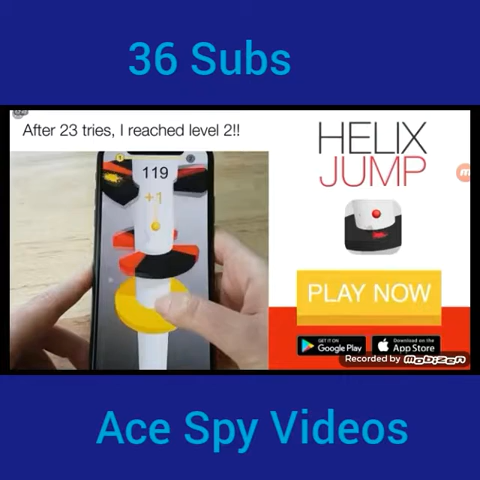 36 Subs
After 23 tries, I reached level 2!!
HELIX
JUMP
119
+1
PLAY NOW
GET IT ON
Google Play
Download on the
App Store
Recorded by mobizen
Ace Spy Videos